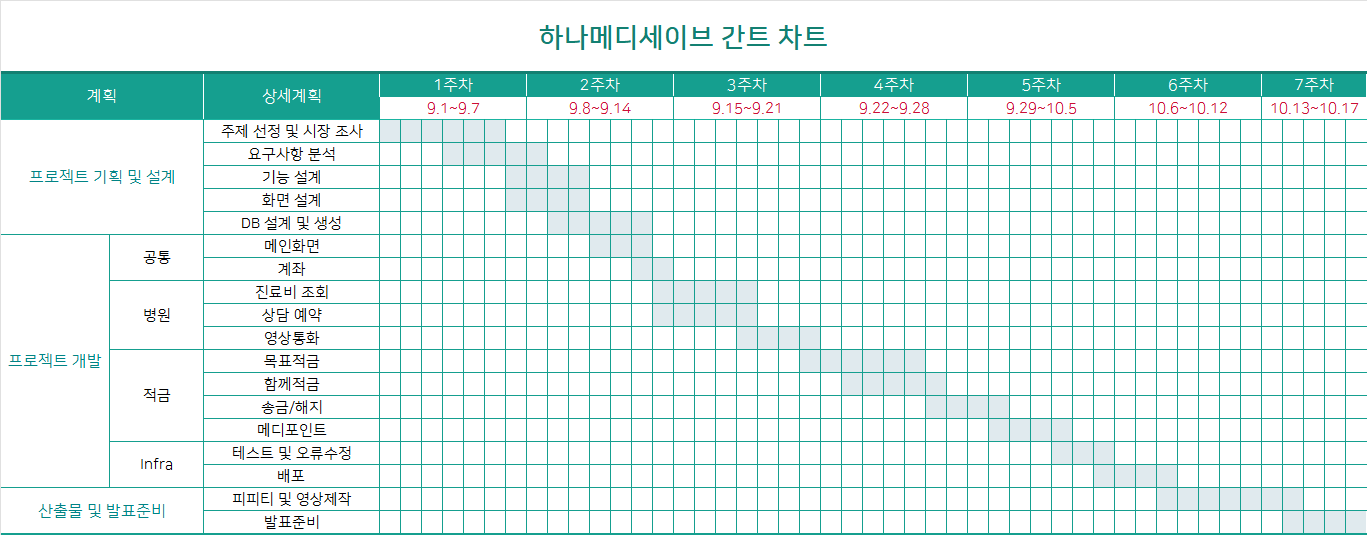 하나메디세이브 간트 차트
계획 상세계획 1주차 2주차 3주차 4주차 5주차 6주차 7주차
9.1~9.7 9.8~9.14 9.15~9.21 9.22~9.28 9.29~10.5 10.6~10.12 10.13~10.17
프로젝트 기획 및 설계
주제 선정 및 시장 조사
요구사항 분석
기능 설계
화면 설계
DB 설계 및 생성
프로젝트 개발
공통
메인화면
계좌
병원
진료비 조회
상담 예약
영상통화
적금
목표적금
함께적금
송금/해지
메디포인트
Infra
테스트 및 오류수정
배포
산출물 및 발표준비
피피티 및 영상제작
발표준비